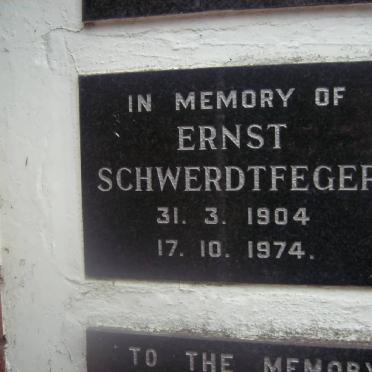 IN MEMORY OF
ERNST
SCHWERDTFEGER
31. 3. 1904
17. 10. 1974.
TO THE MEMORY